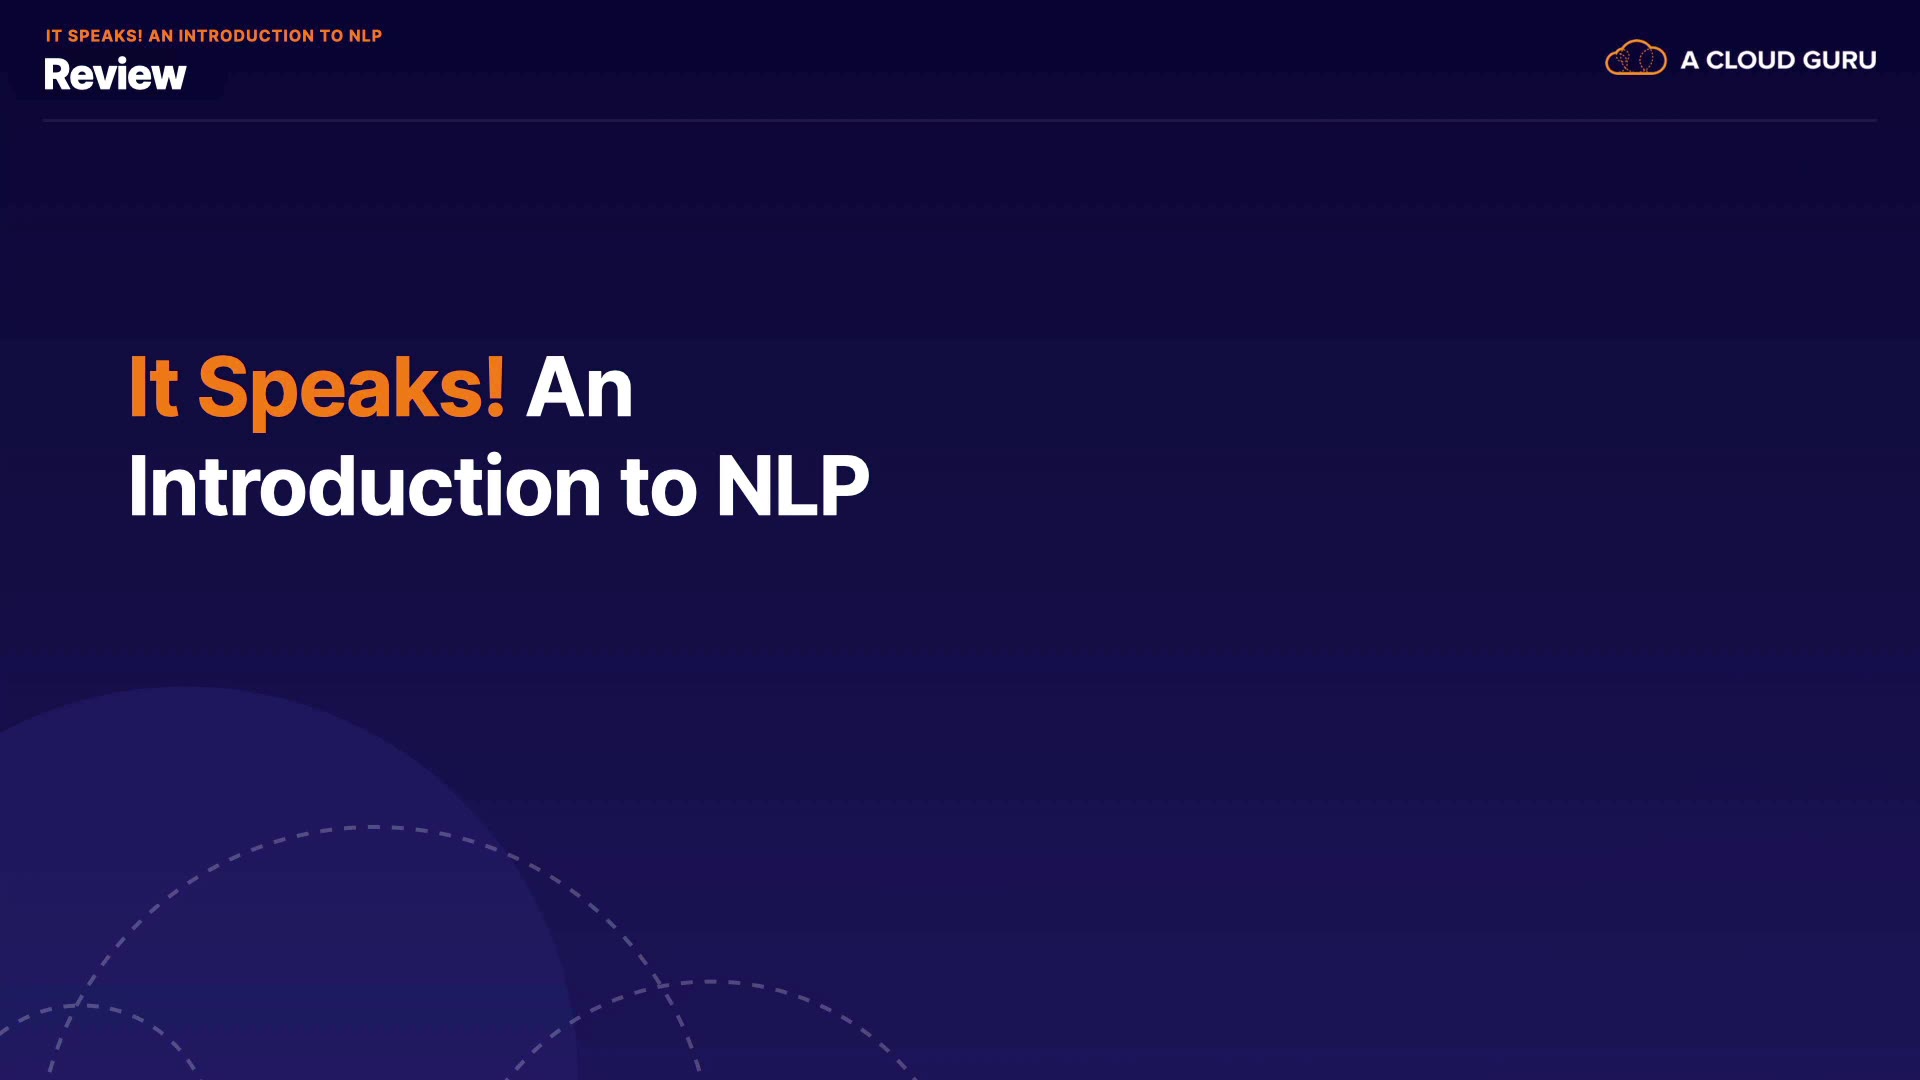 IT SPEAKS! AN INTRODUCTION TO NLP
Review
A CLOUD GURU
It Speaks! An
Introduction to NLP